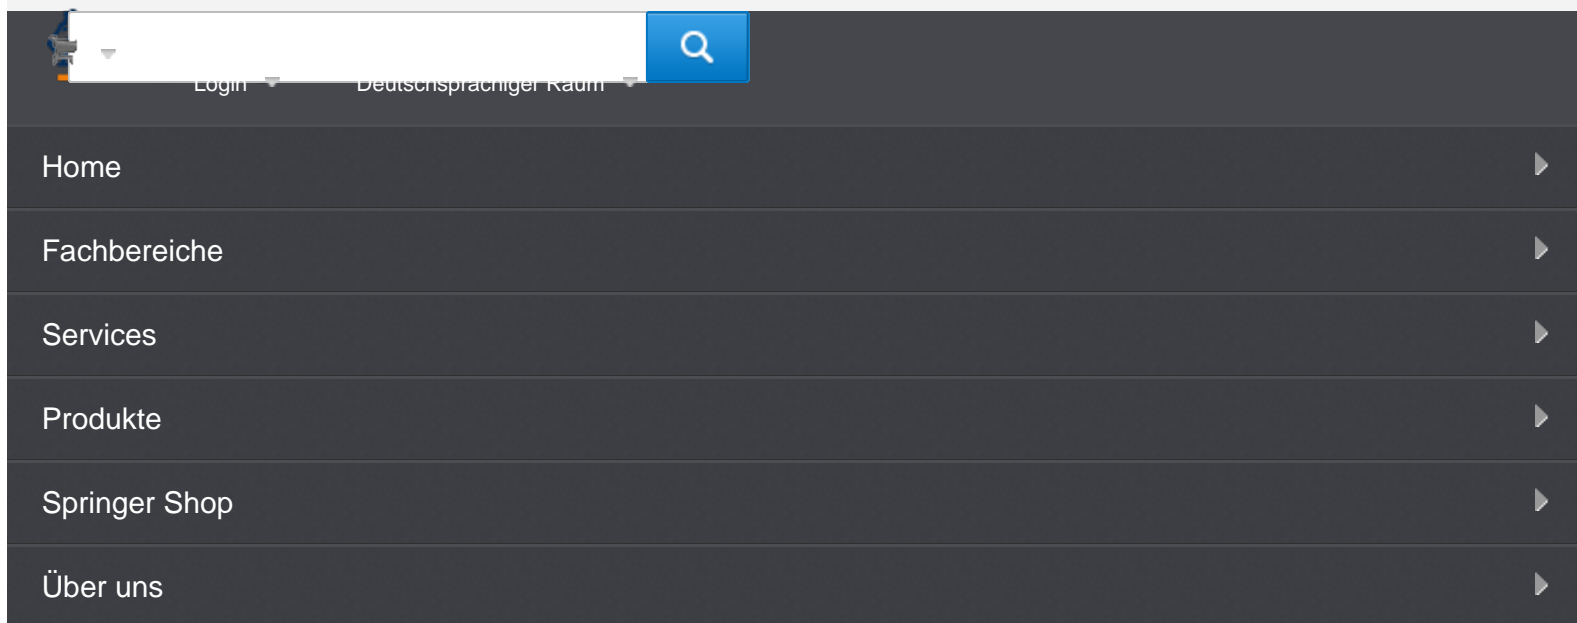 Login
Deutschsprachiger Raum
Home
Fachbereiche
Services
Produkte
Springer Shop
Über uns